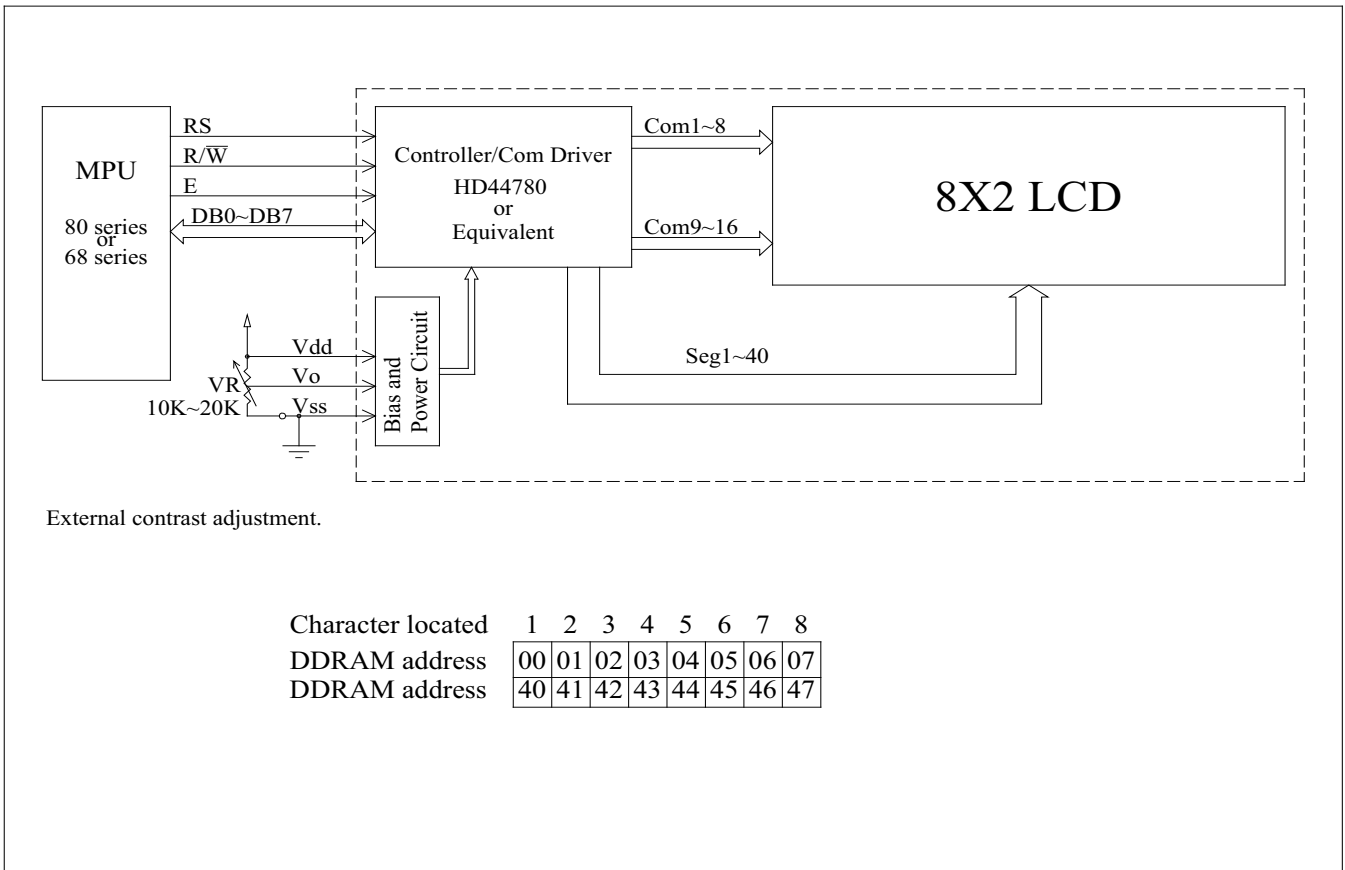 MPU
80 series
or
68 series
RS
R/W̅
E
DB0~DB7
Controller/Com Driver
HD44780
or
Equivalent
Com1~8
Com9~16
8X2 LCD
Seg1~40
Vdd
Vo
Vss
VR
10K~20K
Bias and
Power Circuit
External contrast adjustment.
Character located 1 2 3 4 5 6 7 8
DDRAM address 00 01 02 03 04 05 06 07
DDRAM address 40 41 42 43 44 45 46 47